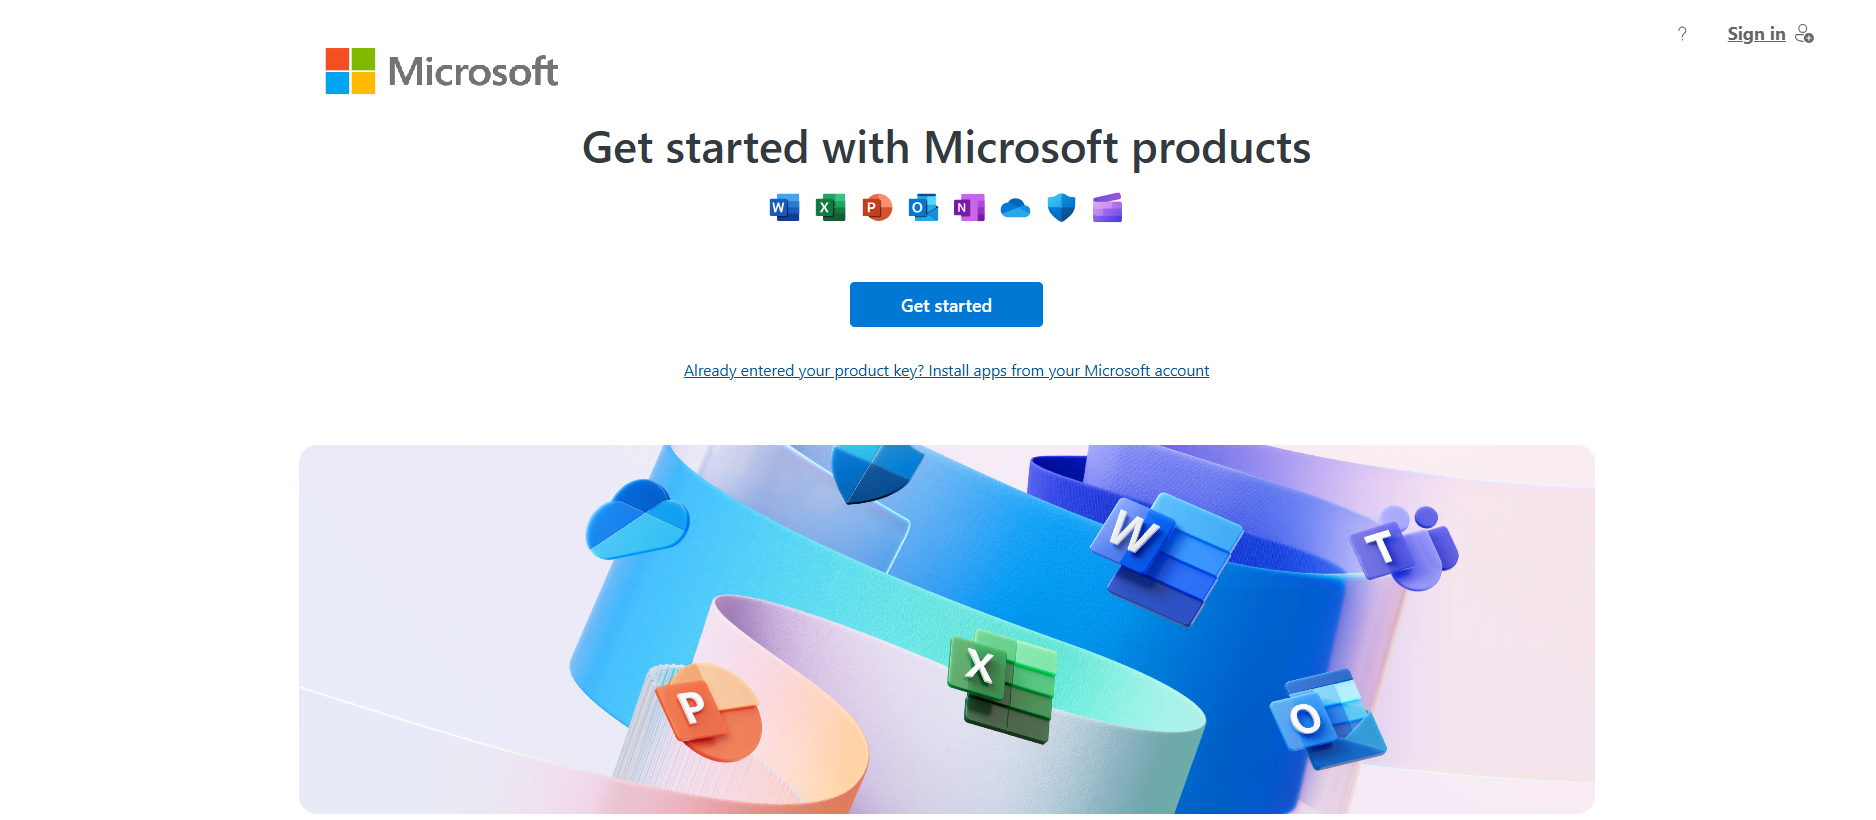 ?
Sign in
Microsoft
Get started with Microsoft products
W X P O N
Get started
Already entered your product key? Install apps from your Microsoft account
W
T
X
P
O